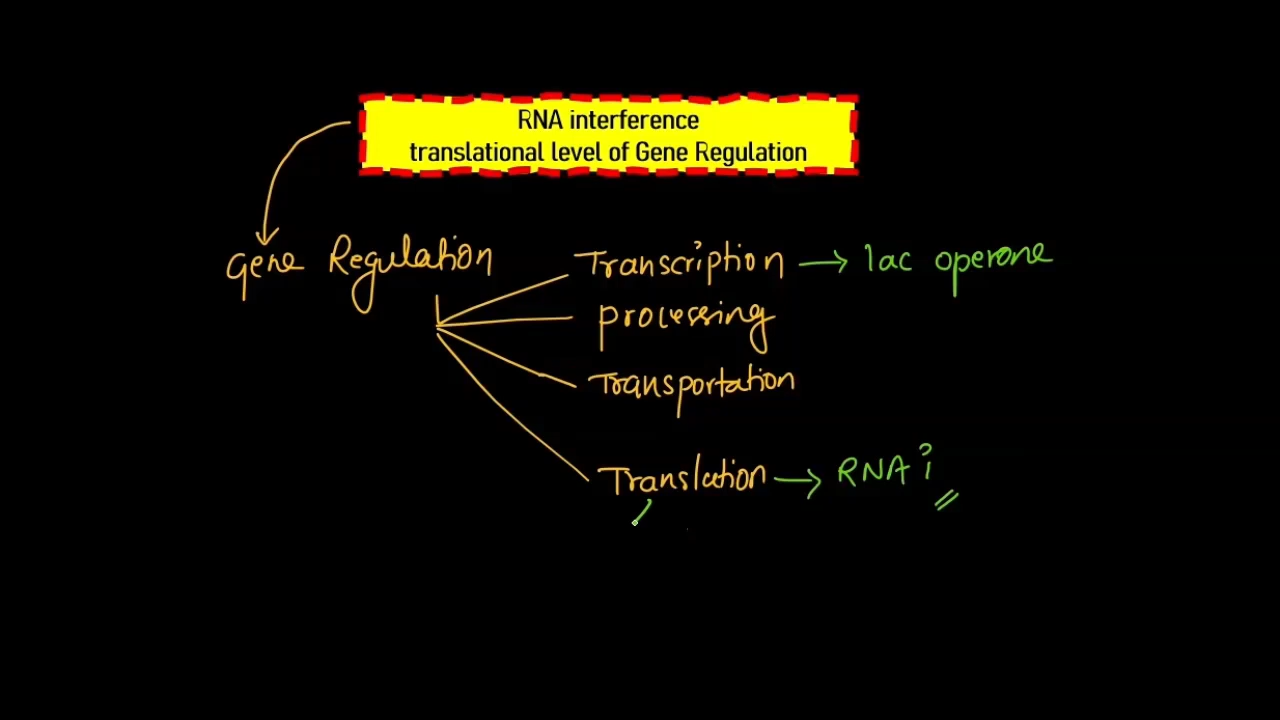 RNA interference
translational level of Gene Regulation
Gene Regulation
Transcription → lac operone
processing
Transportation
Translation → RNA i